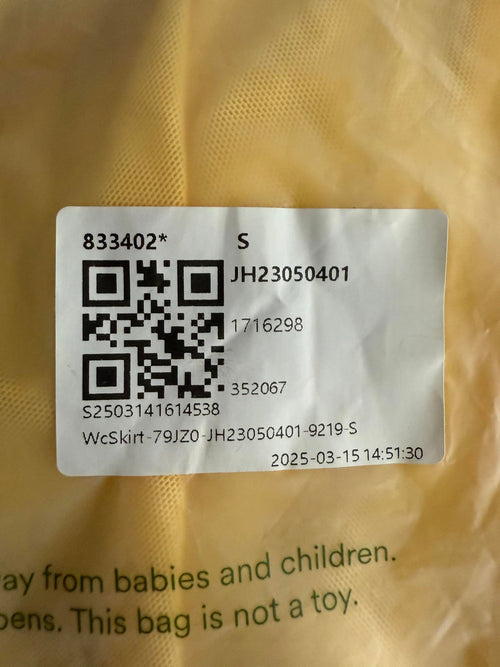 833402* S
JH23050401
1716298
352067
S2503141614538
WcSkirt-79JZ0-JH23050401-9219-S
2025-03-15 14:51:30
ay from babies and children.
pens. This bag is not a toy.